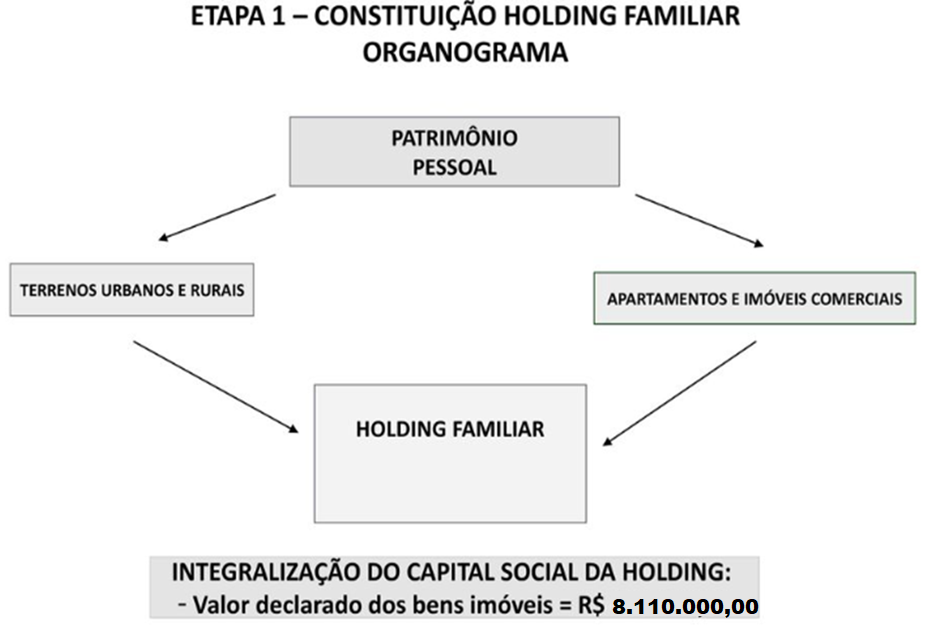 ETAPA 1 – CONSTITUIÇÃO HOLDING FAMILIAR
ORGANOGRAMA
PATRIMÔNIO
PESSOAL
TERRENOS URBANOS E RURAIS
APARTAMENTOS E IMÓVEIS COMERCIAIS
HOLDING FAMILIAR
INTEGRALIZAÇÃO DO CAPITAL SOCIAL DA HOLDING:
- Valor declarado dos bens imóveis = R$ 8.110.000,00